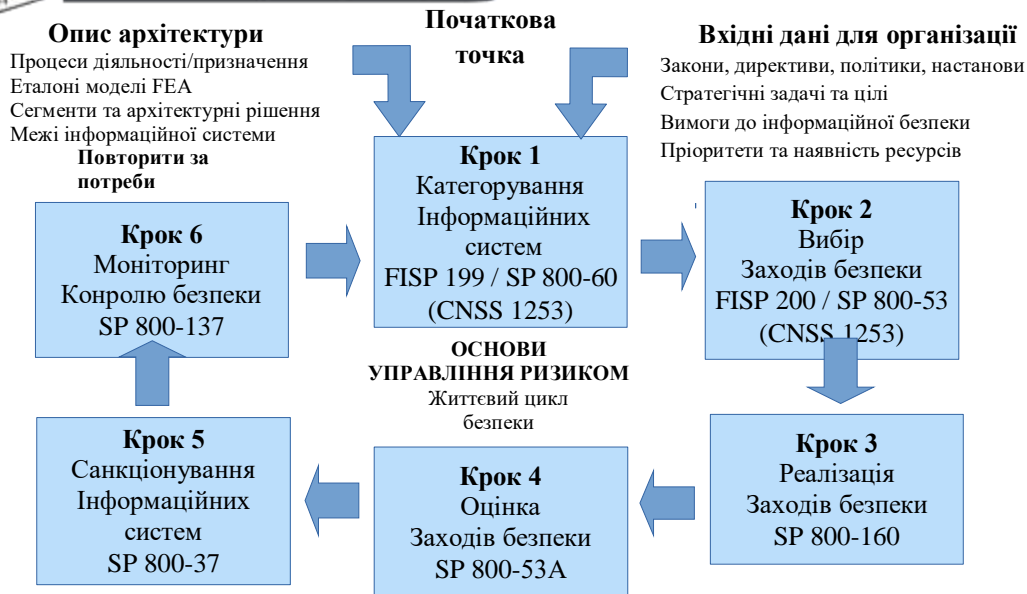 Опис архітектури
Процеси діяльності/призначення
Еталоні моделі FEA
Сегменти та архітектурні рішення
Межі інформаційної системи
Повторити за
потреби
Початкова
точка
Вхідні дані для організації
Закони, директиви, політики, настанови
Стратегічні задачі та цілі
Вимоги до інформаційної безпеки
Пріоритети та наявність ресурсів
Крок 1
Категорування
Інформаційних
систем
FISP 199 / SP 800-60
(CNSS 1253)
Крок 2
Вибір
Заходів безпеки
FISP 200 / SP 800-53
(CNSS 1253)
Крок 3
Реалізація
Заходів безпеки
SP 800-160
Крок 4
Оцінка
Заходів безпеки
SP 800-53A
Крок 5
Санкціонування
Інформаційних
систем
SP 800-37
Крок 6
Моніторинг
Конролю безпеки
SP 800-137
ОСНОВИ
УПРАВЛІННЯ РИЗИКОМ
Життєвий цикл
безпеки